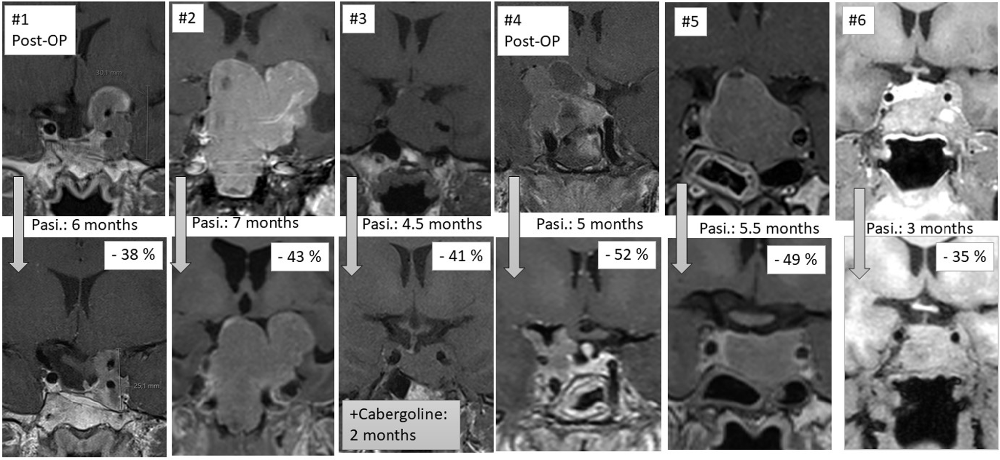 #1
Post-OP
#2
#3
#4
Post-OP
#5
#6
30,1 mm
Pasi.: 6 months
Pasi.: 7 months
Pasi.: 4.5 months
Pasi.: 5 months
Pasi.: 5.5 months
Pasi.: 3 months
- 38 %
- 43 %
- 41 %
- 52 %
- 49 %
- 35 %
25,1 mm
+Cabergoline:
2 months